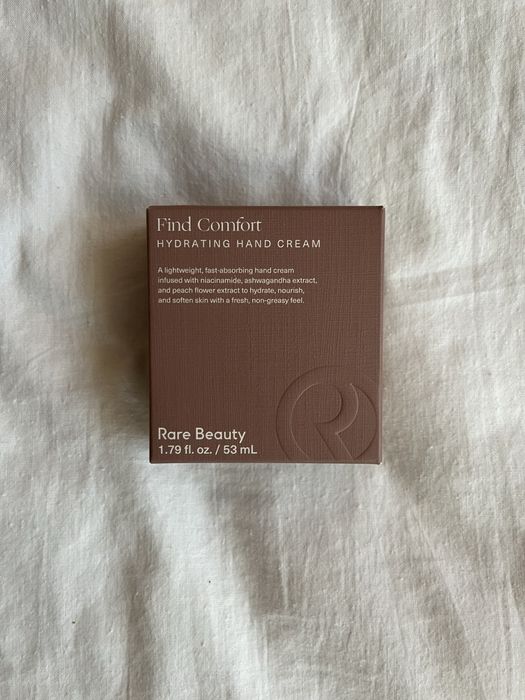 Find Comfort
HYDRATING HAND CREAM
A lightweight, fast-absorbing hand cream
infused with niacinamide, ashwagandha extract,
and peach flower extract to hydrate, nourish,
and soften skin with a fresh, non-greasy feel.
Rare Beauty
1.79 fl. oz. / 53 mL